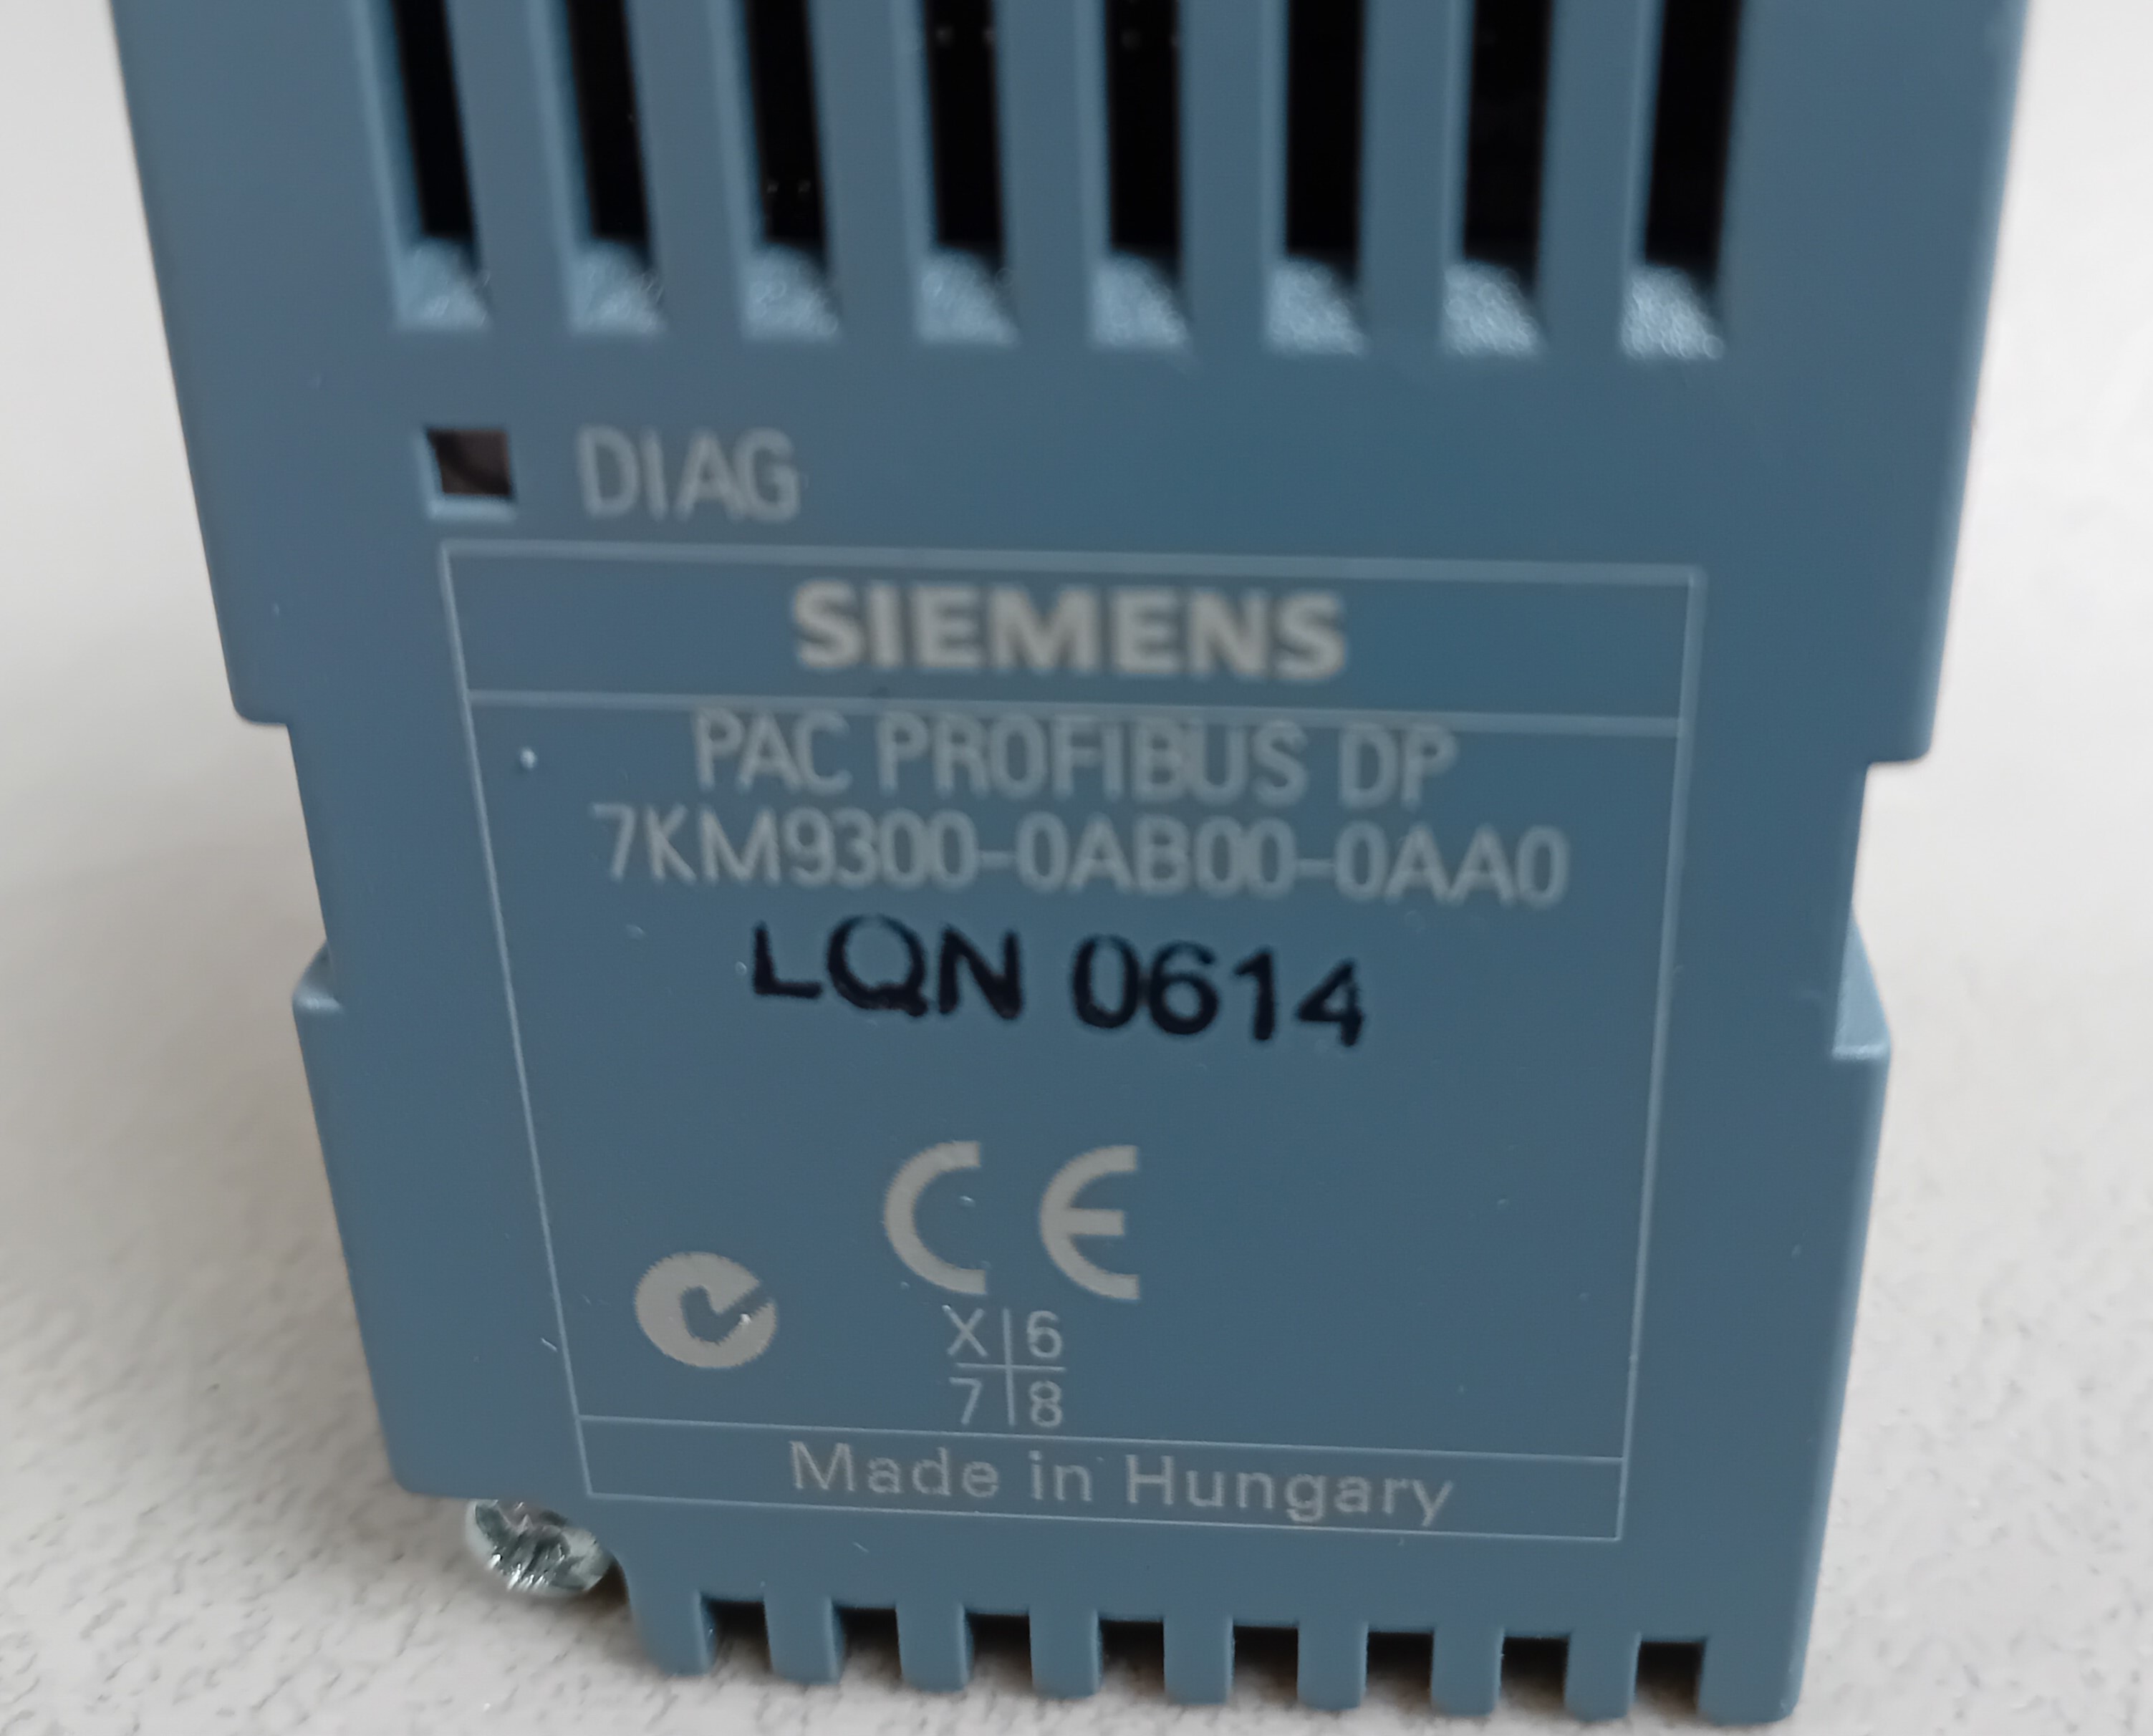 DIAG
SIEMENS
PAC PROFIBUS DP
7KM9300-0AB00-0AA0
LQN 0614
CE
X 6
7 8
Made in Hungary